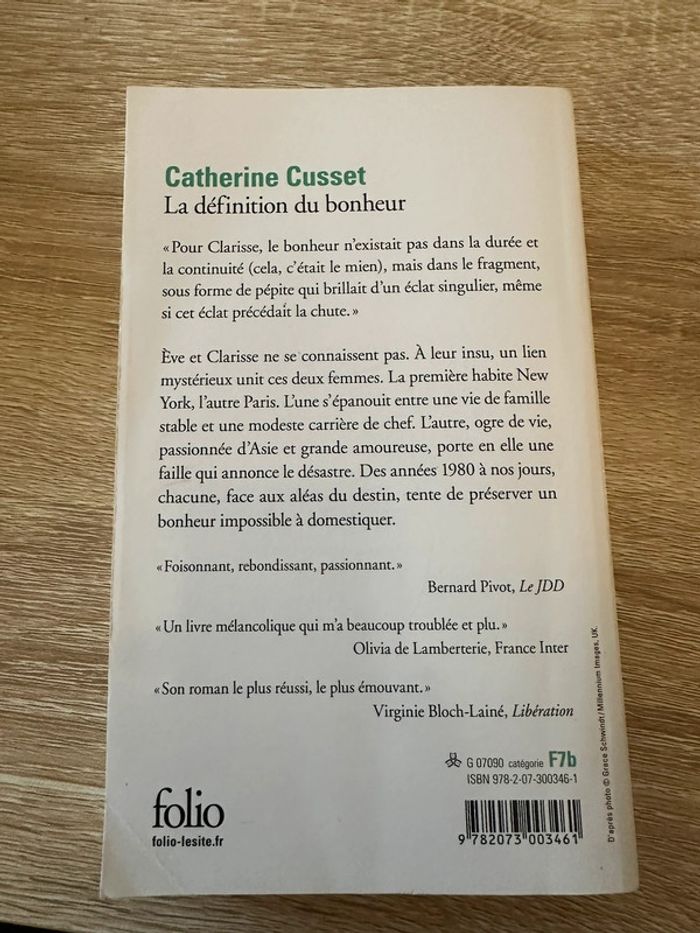 Catherine Cusset
La définition du bonheur
« Pour Clarisse, le bonheur n'existait pas dans la durée et
la continuité (cela, c'était le mien), mais dans le fragment,
sous forme de pépite qui brillait d'un éclat singulier, même
si cet éclat précédait la chute. »
Ève et Clarisse ne se connaissent pas. À leur insu, un lien
mystérieux unit ces deux femmes. La première habite New
York, l'autre Paris. L'une s'épanouit entre une vie de famille
stable et une modeste carrière de chef. L'autre, ogre de vie,
passionnée d'Asie et grande amoureuse, porte en elle une
faille qui annonce le désastre. Des années 1980 à nos jours,
chacune, face aux aléas du destin, tente de préserver un
bonheur impossible à domestiquer.
« Foisonnant, rebondissant, passionnant. »
Bernard Pivot, Le JDD
« Un livre mélancolique qui m'a beaucoup troublée et plu. »
Olivia de Lamberterie, France Inter
« Son roman le plus réussi, le plus émouvant. »
Virginie Bloch-Lainé, Libération
G 07090 catégorie F7b
ISBN 978-2-07-300346-1
folio
folio-lesite.fr
9 782073 003461
D'après photo © Grace Schwindt / Millennium Images, UK.